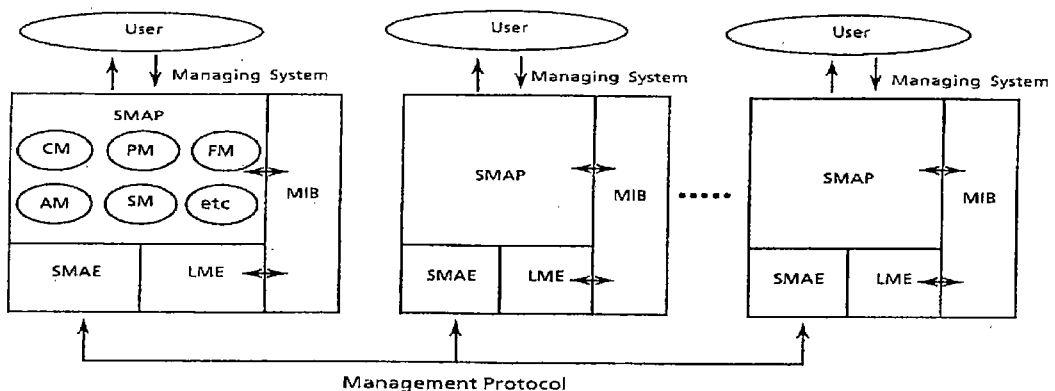 User
Managing System
SMAP
CM PM FM
AM SM etc
MIB
SMAE LME
User
Managing System
SMAP
MIB
SMAE LME
User
Managing System
SMAP
MIB
SMAE LME
Management Protocol